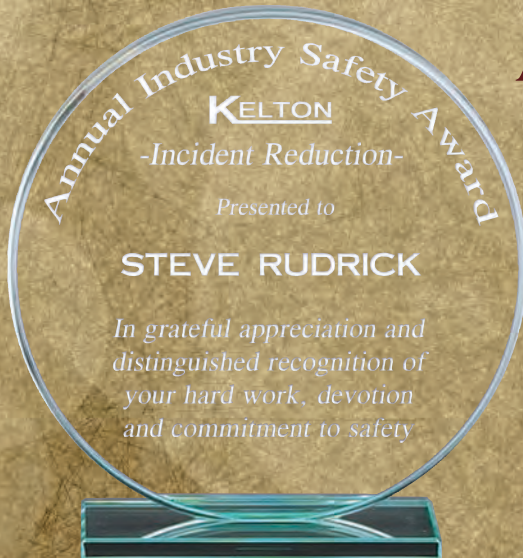 Annual Industry Safety Award
KELTON
-Incident Reduction-
Presented to
STEVE RUDRICK
In grateful appreciation and
distinguished recognition of
your hard work, devotion
and commitment to safety